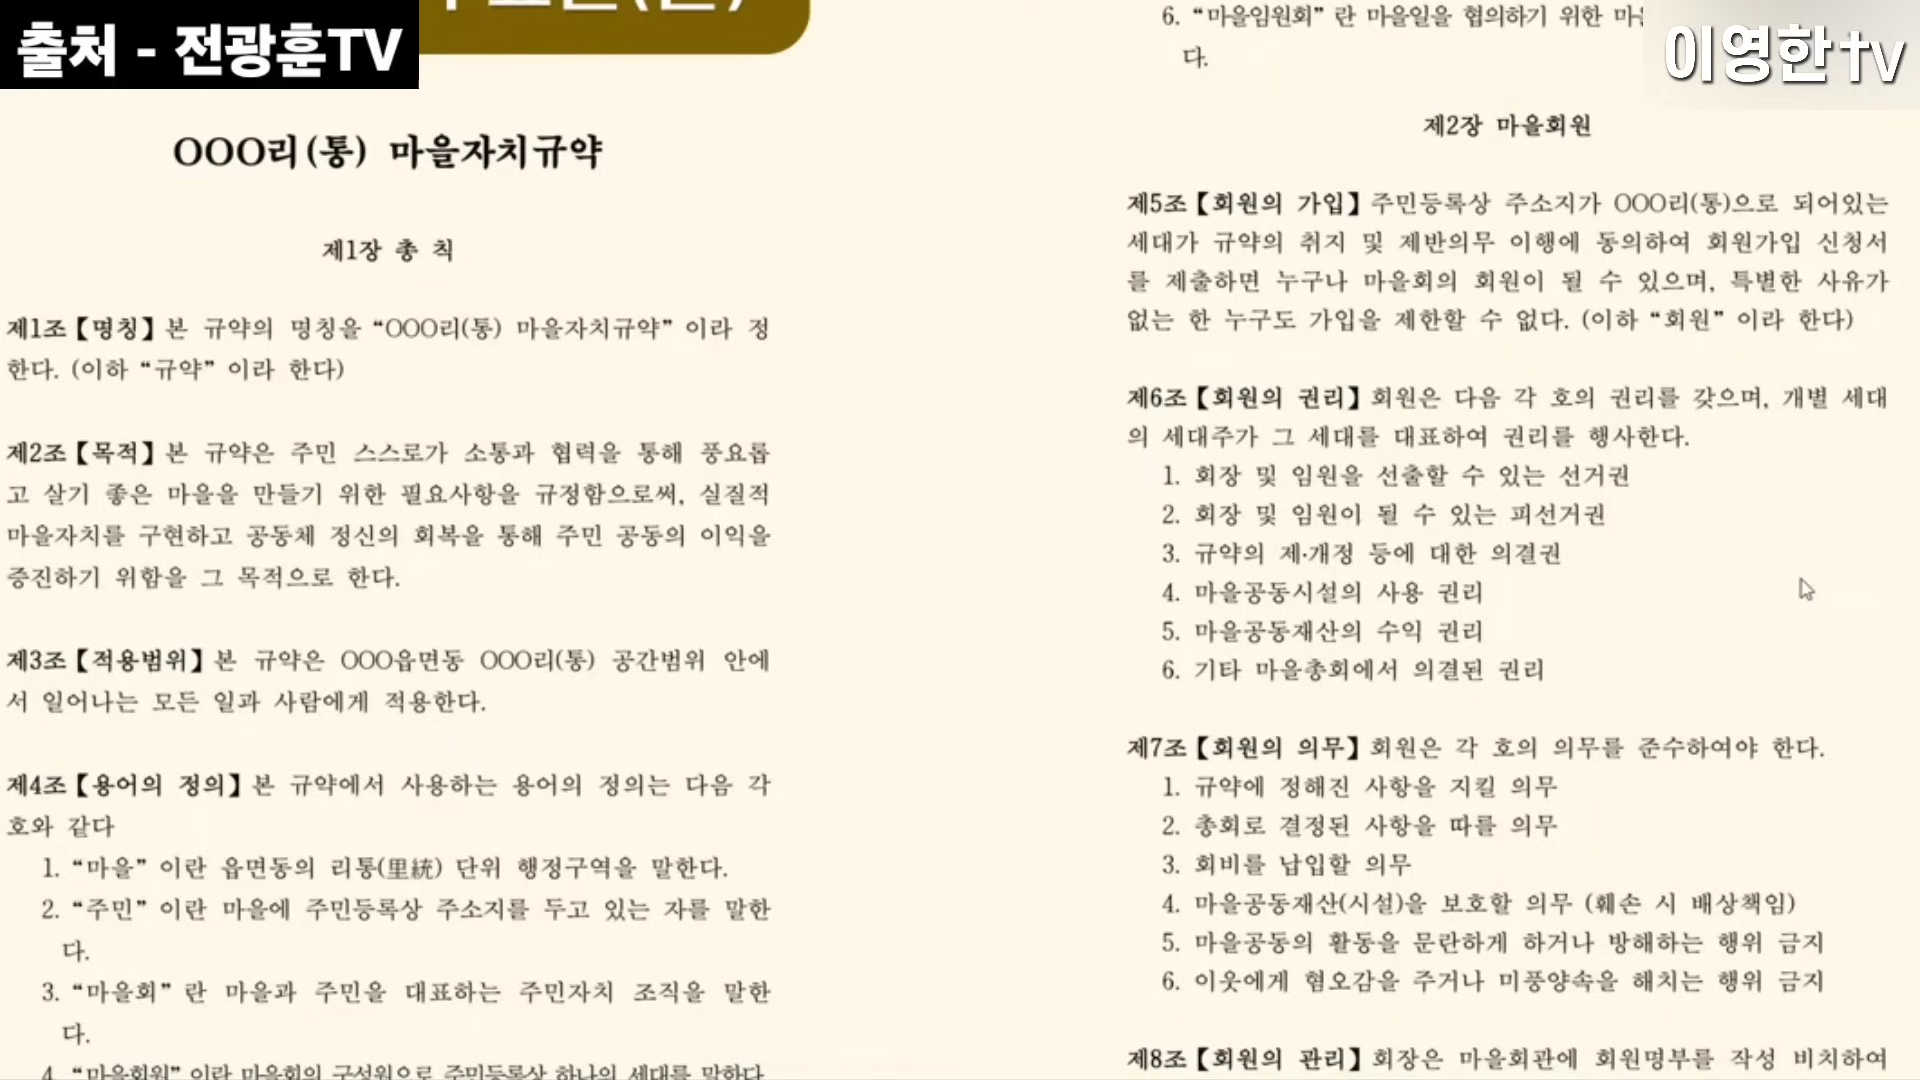 출처 - 전광훈TV
이영한tv
OOO리(통) 마을자치규약
제1장 총 칙
제1조【명칭】본 규약의 명칭을 “OOO리(통) 마을자치규약” 이라 정
한다. (이하 “규약” 이라 한다)
제2조【목적】본 규약은 주민 스스로가 소통과 협력을 통해 풍요롭
고 살기 좋은 마을을 만들기 위한 필요사항을 규정함으로써, 실질적
마을자치를 구현하고 공동체 정신의 회복을 통해 주민 공동의 이익을
증진하기 위함을 그 목적으로 한다.
제3조【적용범위】본 규약은 OOO읍면동 OOO리(통) 공간범위 안에
서 일어나는 모든 일과 사람에게 적용한다.
제4조【용어의 정의】본 규약에서 사용하는 용어의 정의는 다음 각
호와 같다
1. “마을” 이란 읍면동의 리통(里統) 단위 행정구역을 말한다.
2. “주민” 이란 마을에 주민등록상 주소지를 두고 있는 자를 말한
다.
3. “마을회” 란 마을과 주민을 대표하는 주민자치 조직을 말한
다.
4. “마을회원” 이란 마을회의 구성원으로 주민등록상 하나의 세대를 말한다
6. “마을임원회” 란 마을일을 협의하기 위한
다.
제2장 마을회원
제5조【회원의 가입】주민등록상 주소지가 OOO리(통)으로 되어있는
세대가 규약의 취지 및 제반의무 이행에 동의하여 회원가입 신청서
를 제출하면 누구나 마을회의 회원이 될 수 있으며, 특별한 사유가
없는 한 누구도 가입을 제한할 수 없다. (이하 “회원” 이라 한다)
제6조【회원의 권리】회원은 다음 각 호의 권리를 갖으며, 개별 세대
의 세대주가 그 세대를 대표하여 권리를 행사한다.
1. 회장 및 임원을 선출할 수 있는 선거권
2. 회장 및 임원이 될 수 있는 피선거권
3. 규약의 제·개정 등에 대한 의결권
4. 마을공동시설의 사용 권리
5. 마을공동재산의 수익 권리
6. 기타 마을총회에서 의결된 권리
제7조【회원의 의무】회원은 각 호의 의무를 준수하여야 한다.
1. 규약에 정해진 사항을 지킬 의무
2. 총회로 결정된 사항을 따를 의무
3. 회비를 납입할 의무
4. 마을공동재산(시설)을 보호할 의무 (훼손 시 배상책임)
5. 마을공동의 활동을 문란하게 하거나 방해하는 행위 금지
6. 이웃에게 혐오감을 주거나 미풍양속을 해치는 행위 금지
제8조【회원의 관리】회장은 마을회관에 회원명부를 작성 비치하여